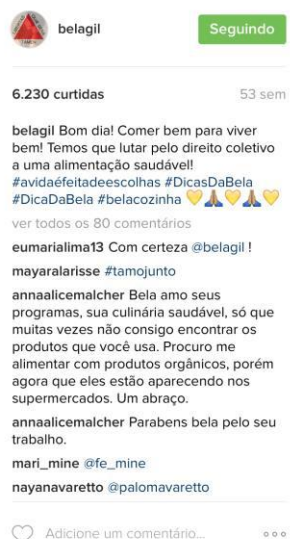 belagil
Seguindo
6.230 curtidas
53 sem
belagil Bom dia! Comer bem para viver
bem! Temos que lutar pelo direito coletivo
a uma alimentação saudável!
#avidaéfeitadeescolhas #DicasDaBela
#DicaDaBela #belacozinha 💛🙏🏽💛🙏🏽💛
ver todos os 80 comentários
eumarialima13 Com certeza @belagil !
mayaralarisse #tamojunto
annaalicemalcher Bela amo seus
programas, sua culinária saudável, só que
muitas vezes não consigo encontrar os
produtos que você usa. Procuro me
alimentar com produtos orgânicos, porém
agora que eles estão aparecendo nos
supermercados. Um abraço.
annaalicemalcher Parabens bela pelo seu
trabalho.
mari_mine @fe_mine
nayanavaretto @palomavaretto
Adicione um comentário...